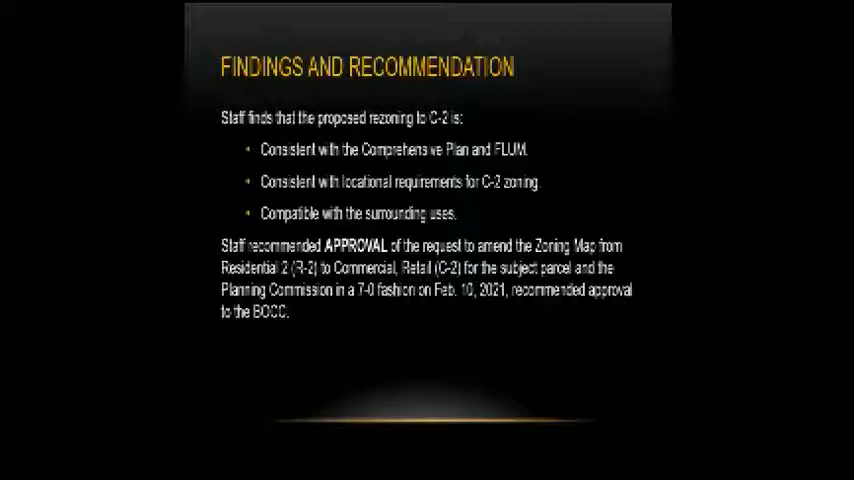 FINDINGS AND RECOMMENDATION
Staff finds that the proposed rezoning to C-2 is:
• Consistent with the Comprehensive Plan and FLUM.
• Consistent with locational requirements for C-2 zoning.
• Compatible with the surrounding uses.
Staff recommended APPROVAL of the request to amend the Zoning Map from
Residential 2 (R-2) to Commercial, Retail (C-2) for the subject parcel and the
Planning Commission in a 7-0 fashion on Feb. 10, 2021, recommended approval
to the BOCC.